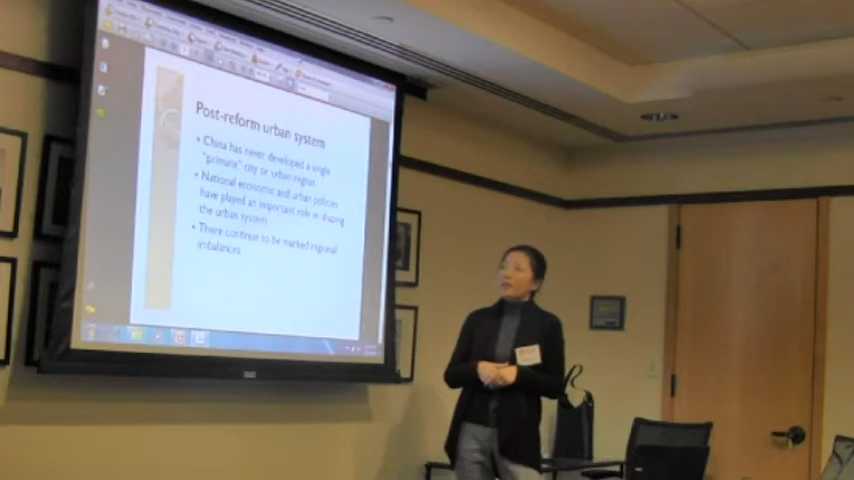 Post-reform urban system
• China has never developed a single
"primate" city or urban region.
• National economic and urban policies
have played an important role in shaping
the urban system
• There continue to be marked regional
imbalances